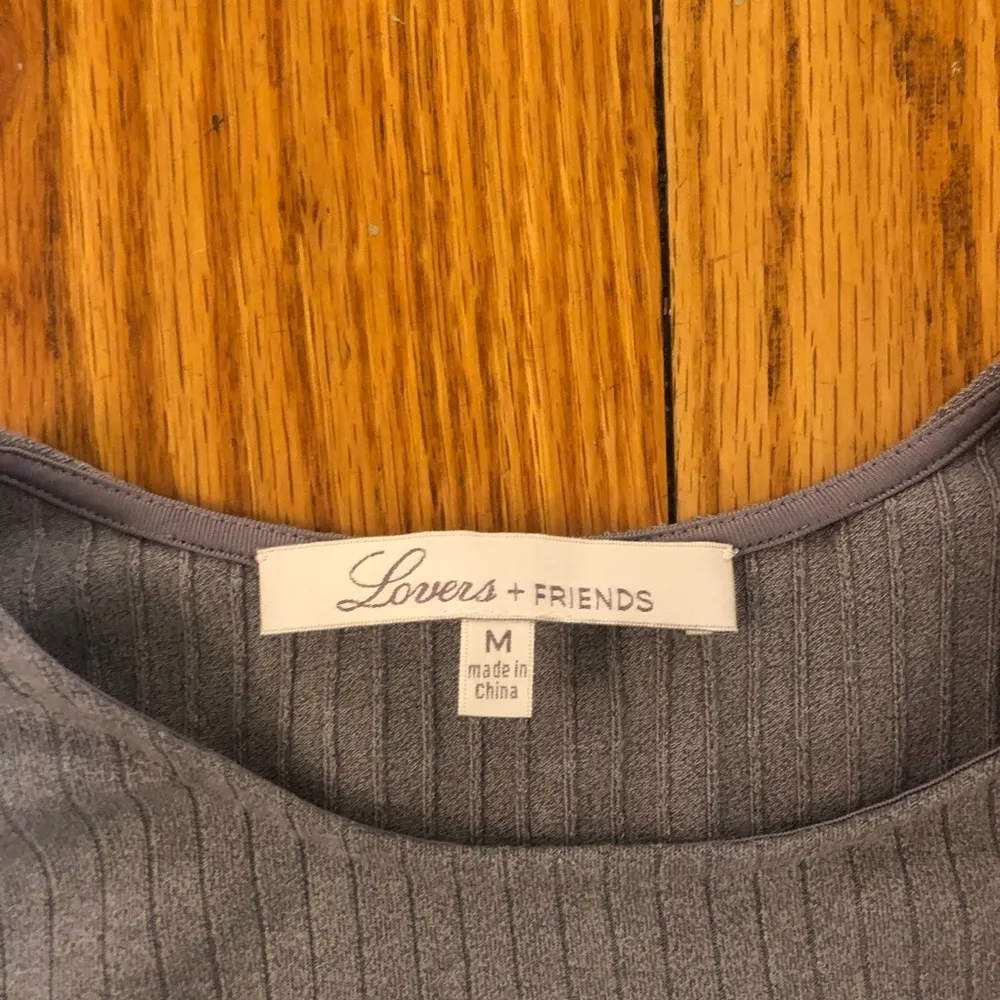 Lovers + FRIENDS
M
made in
China